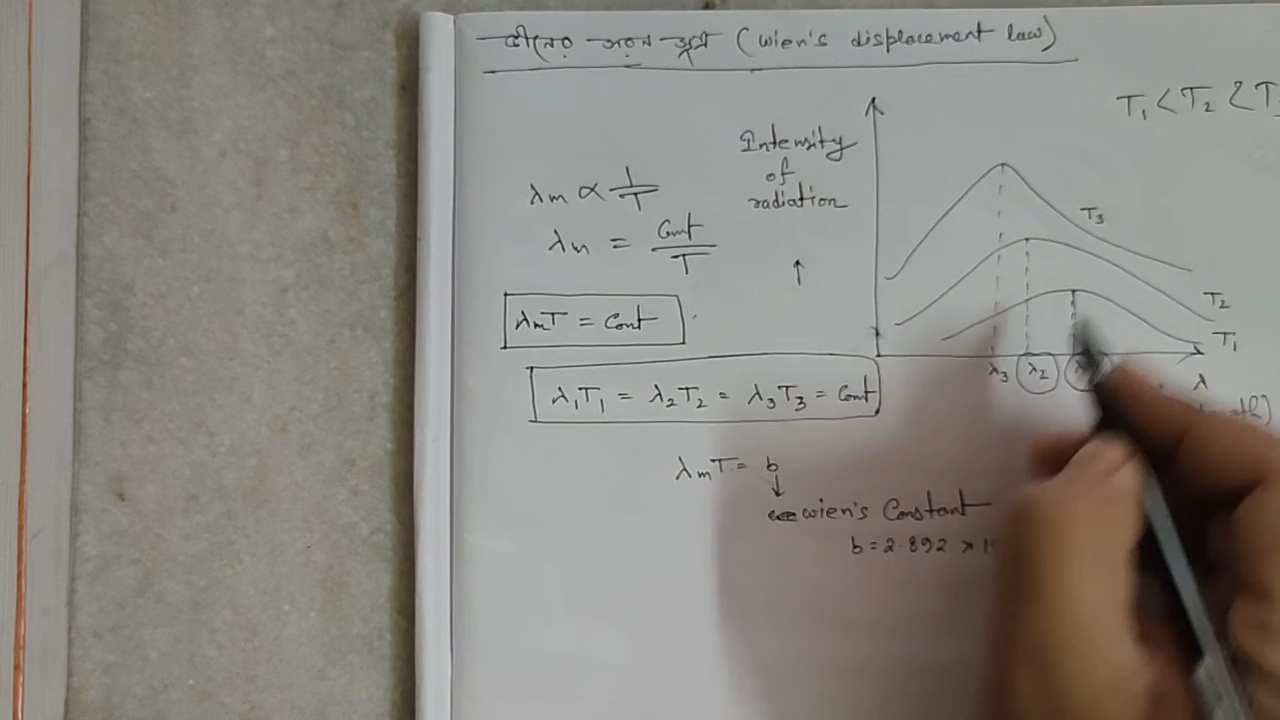 ভীনের সরন সূত্র (Wien's displacement law)
T₁ < T₂ < T
Intensity
of
radiation
λm ∝ 1/T
λm = Cont/T
λmT = Cont
λ₁T₁ = λ₂T₂ = λ₃T₃ = Cont
T₃
T₂
T₁
λ₃ λ₂ λ
λmT = b
wien's Constant
b = 2.892 ×